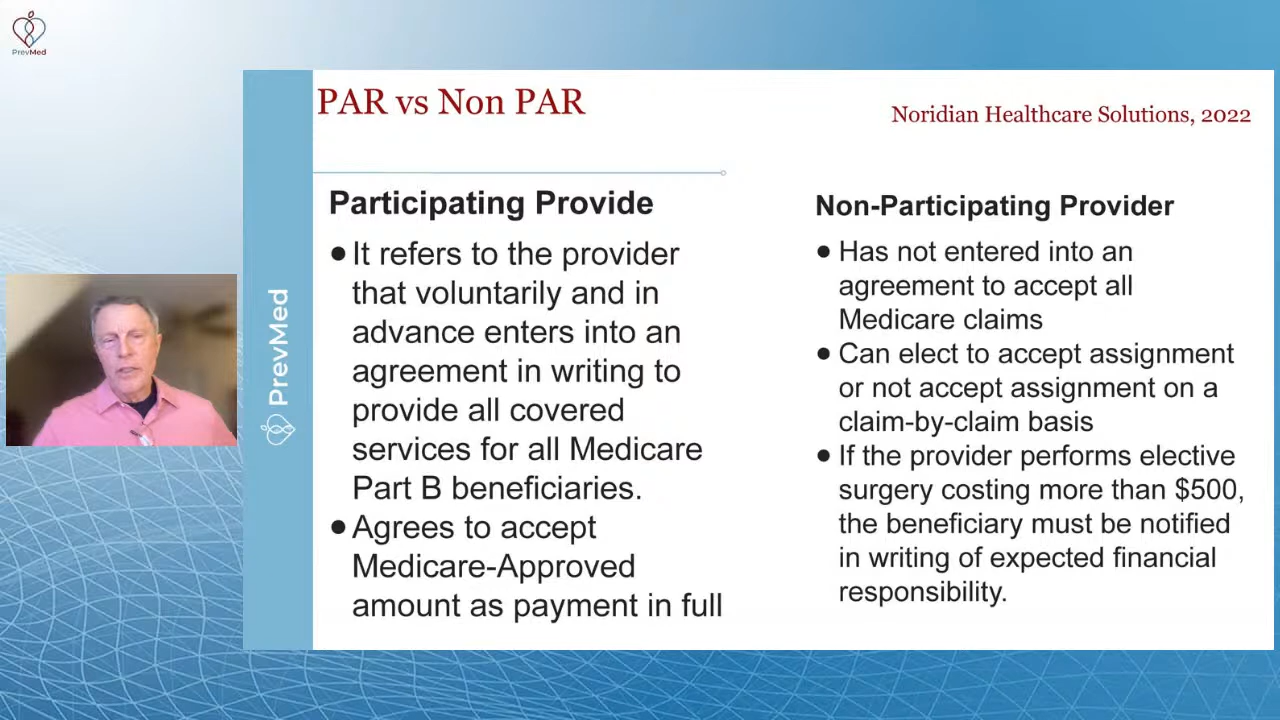 PrevMed
PAR vs Non PAR
Noridian Healthcare Solutions, 2022
PrevMed
Participating Provide
●It refers to the provider
that voluntarily and in
advance enters into an
agreement in writing to
provide all covered
services for all Medicare
Part B beneficiaries.
●Agrees to accept
Medicare-Approved
amount as payment in full
Non-Participating Provider
● Has not entered into an
agreement to accept all
Medicare claims
● Can elect to accept assignment
or not accept assignment on a
claim-by-claim basis
● If the provider performs elective
surgery costing more than $500,
the beneficiary must be notified
in writing of expected financial
responsibility.